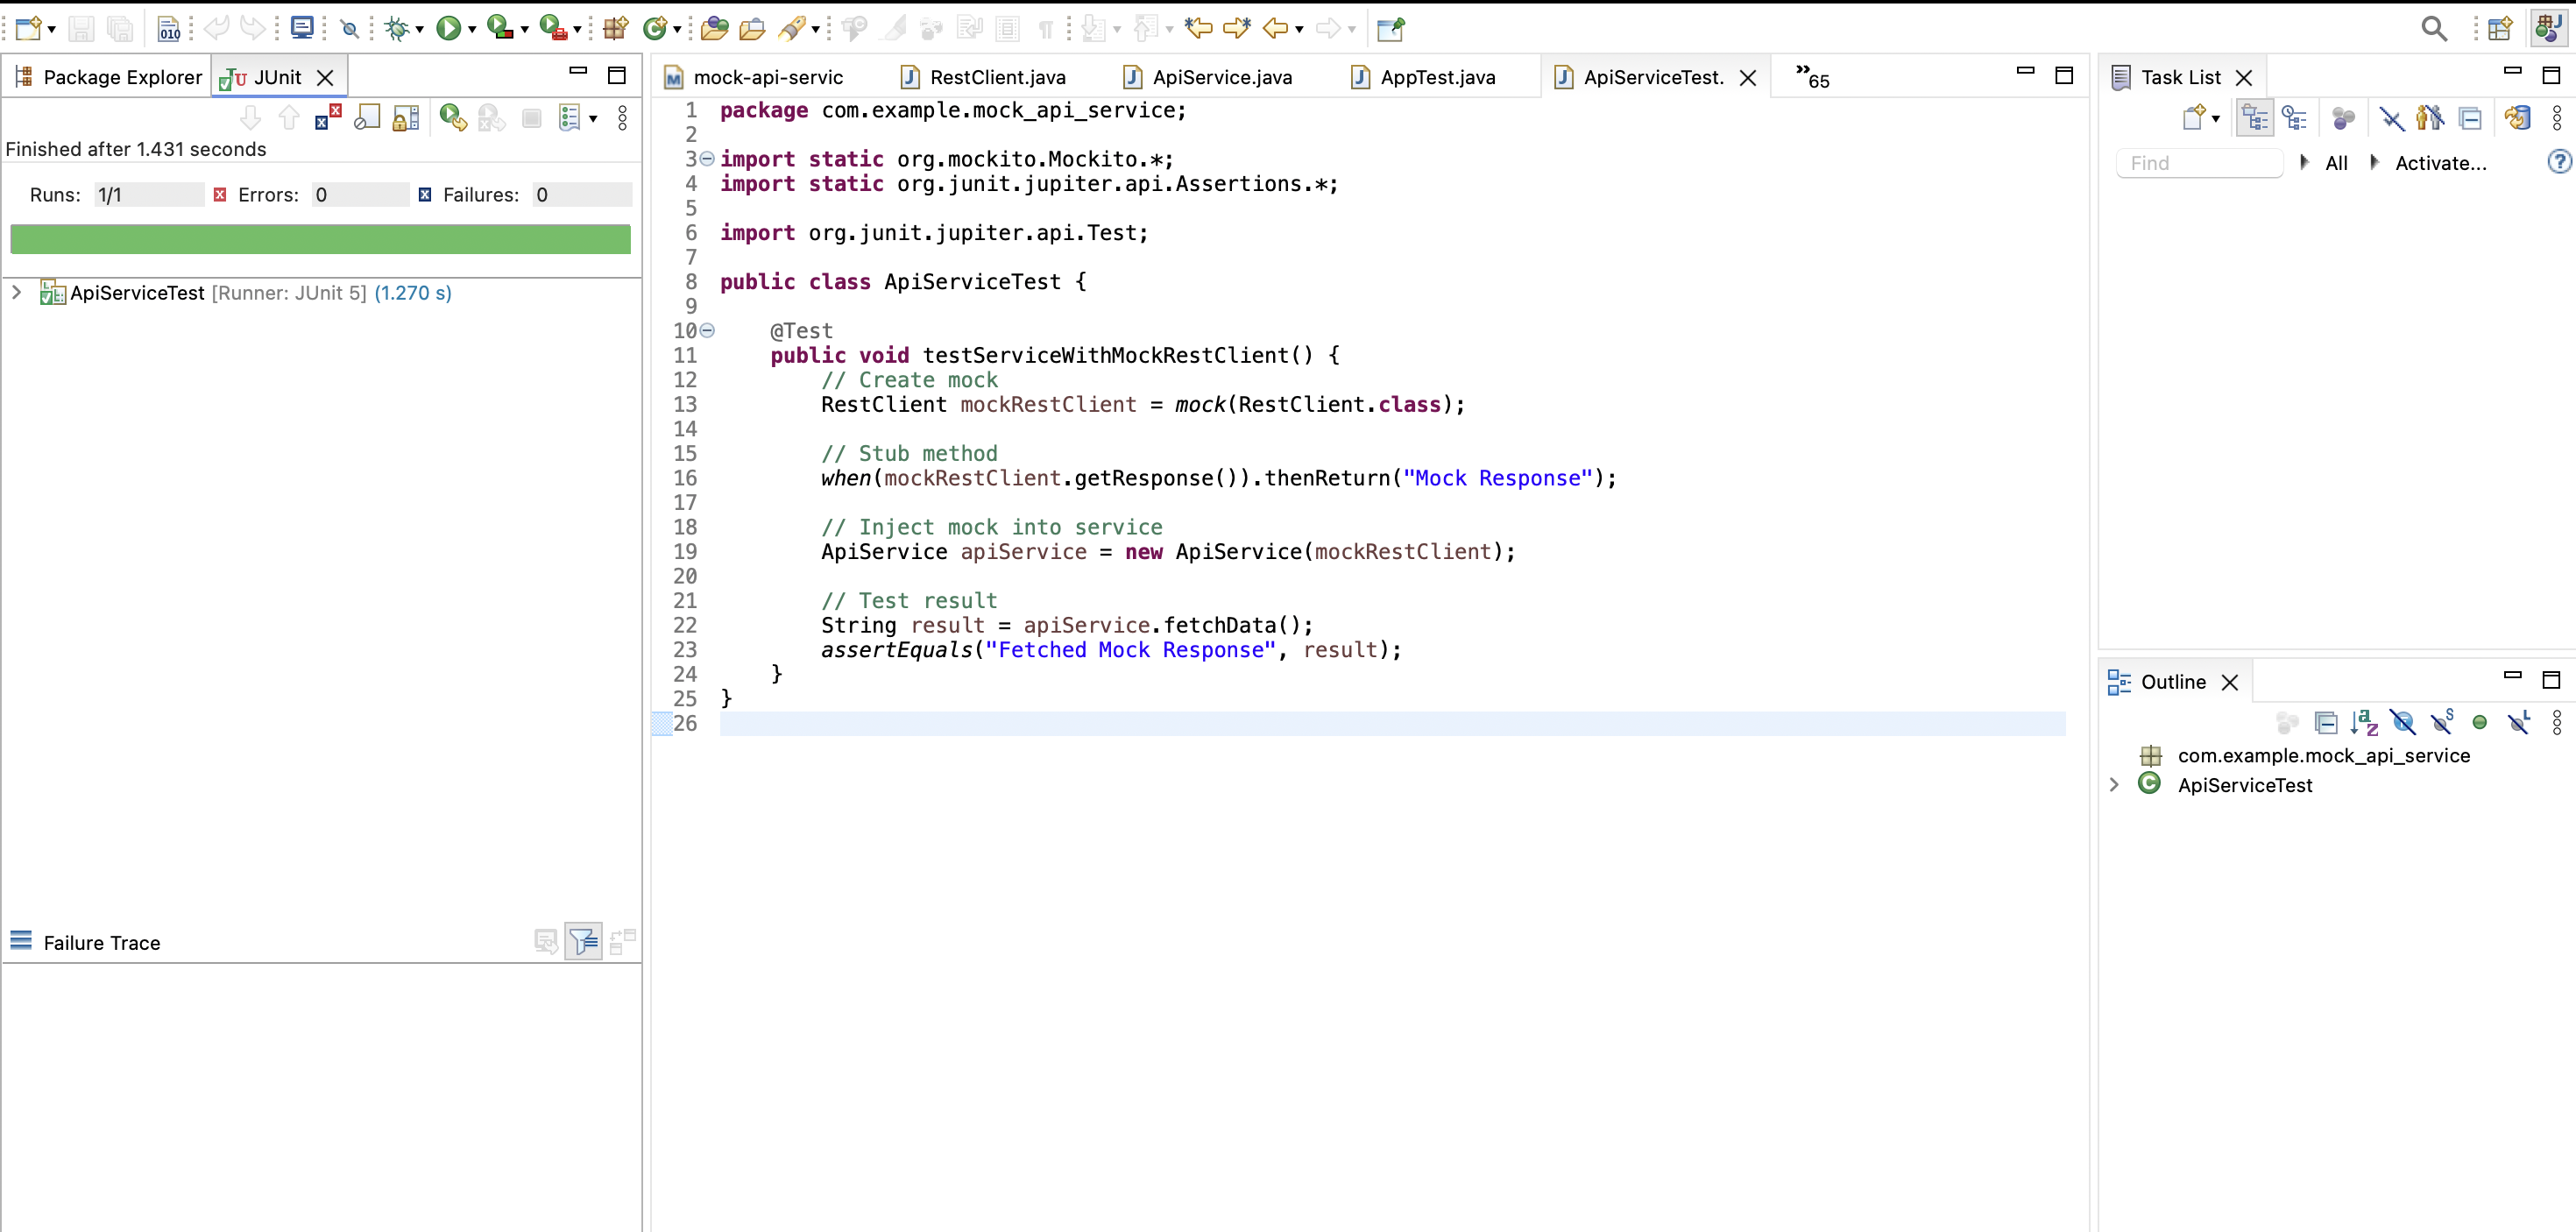 Package Explorer
JUnit
Finished after 1.431 seconds
Runs: 1/1
Errors: 0
Failures: 0
ApiServiceTest [Runner: JUnit 5] (1.270 s)
Failure Trace
mock-api-servic
RestClient.java
ApiService.java
AppTest.java
ApiServiceTest.
»65
1 package com.example.mock_api_service;
2
3 import static org.mockito.Mockito.*;
4 import static org.junit.jupiter.api.Assertions.*;
5
6 import org.junit.jupiter.api.Test;
7
8 public class ApiServiceTest {
9
10 @Test
11 public void testServiceWithMockRestClient() {
12 // Create mock
13 RestClient mockRestClient = mock(RestClient.class);
14
15 // Stub method
16 when(mockRestClient.getResponse()).thenReturn("Mock Response");
17
18 // Inject mock into service
19 ApiService apiService = new ApiService(mockRestClient);
20
21 // Test result
22 String result = apiService.fetchData();
23 assertEquals("Fetched Mock Response", result);
24 }
25 }
26
Task List
Find
All
Activate...
Outline
com.example.mock_api_service
ApiServiceTest